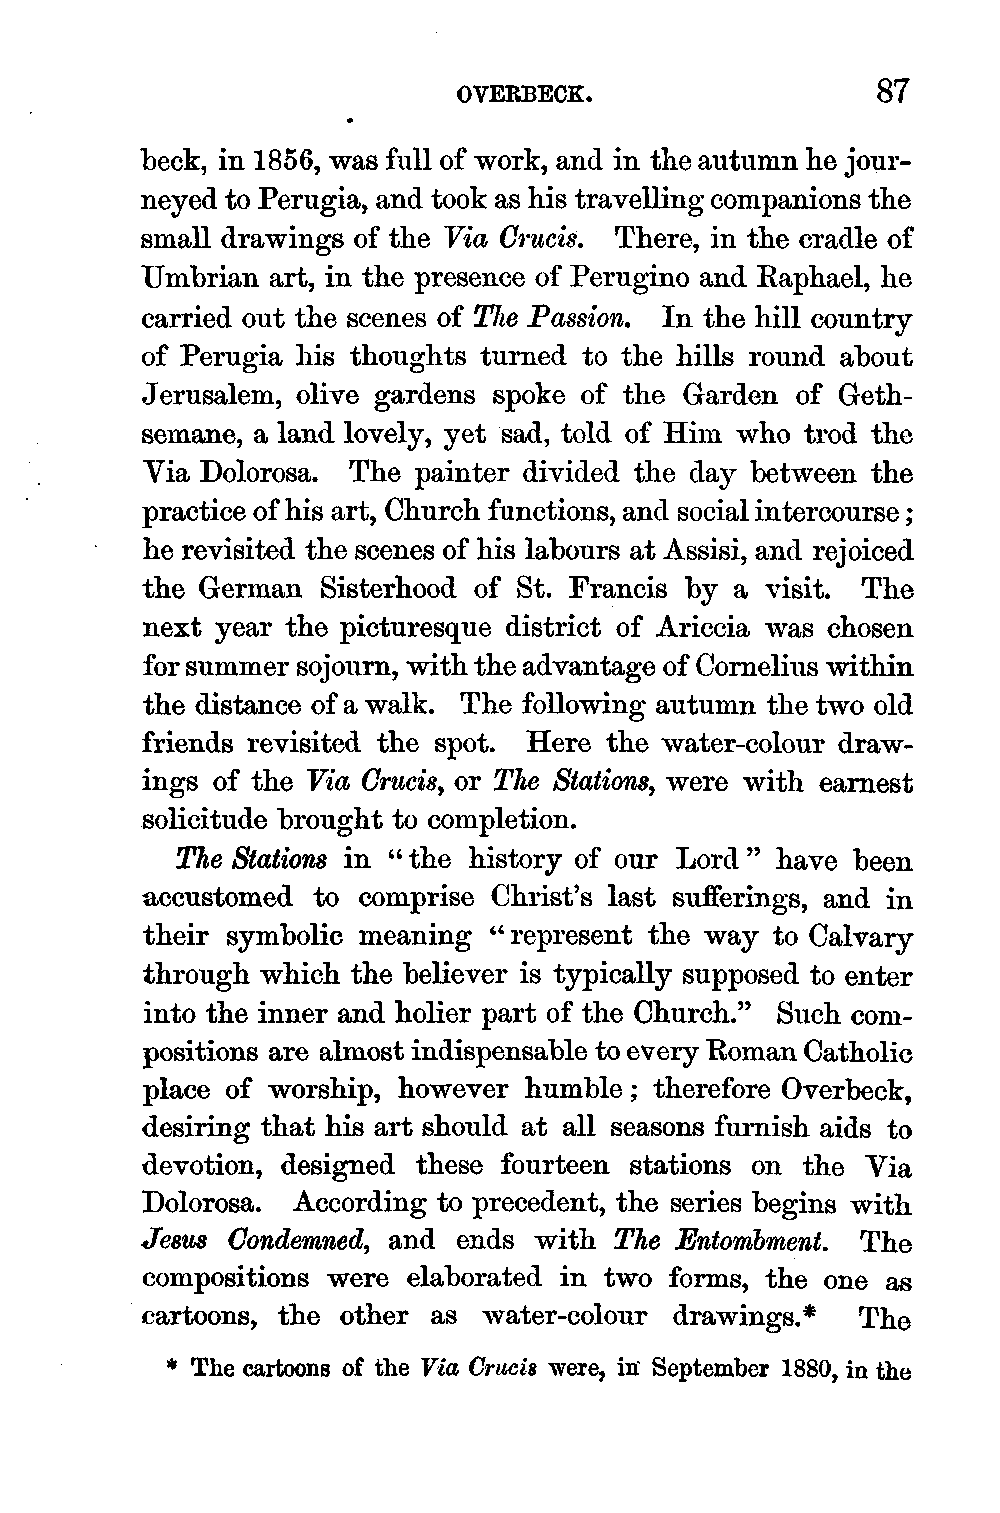 OVERBECK. 87
beck, in 1856, was full of work, and in the autumn he jour-
neyed to Perugia, and took as his travelling companions the
small drawings of the Via Crucis. There, in the cradle of
Umbrian art, in the presence of Perugino and Raphael, he
carried out the scenes of The Passion. In the hill country
of Perugia his thoughts turned to the hills round about
Jerusalem, olive gardens spoke of the Garden of Geth-
semane, a land lovely, yet sad, told of Him who trod the
Via Dolorosa. The painter divided the day between the
practice of his art, Church functions, and social intercourse;
he revisited the scenes of his labours at Assisi, and rejoiced
the German Sisterhood of St. Francis by a visit. The
next year the picturesque district of Ariccia was chosen
for summer sojourn, with the advantage of Cornelius within
the distance of a walk. The following autumn the two old
friends revisited the spot. Here the water-colour draw-
ings of the Via Crucis, or The Stations, were with earnest
solicitude brought to completion.
The Stations in “the history of our Lord” have been
accustomed to comprise Christ’s last sufferings, and in
their symbolic meaning “represent the way to Calvary
through which the believer is typically supposed to enter
into the inner and holier part of the Church.” Such com-
positions are almost indispensable to every Roman Catholic
place of worship, however humble; therefore Overbeck,
desiring that his art should at all seasons furnish aids to
devotion, designed these fourteen stations on the Via
Dolorosa. According to precedent, the series begins with
Jesus Condemned, and ends with The Entombment. The
compositions were elaborated in two forms, the one as
cartoons, the other as water-colour drawings.* The
* The cartoons of the Via Crucis were, in September 1880, in the